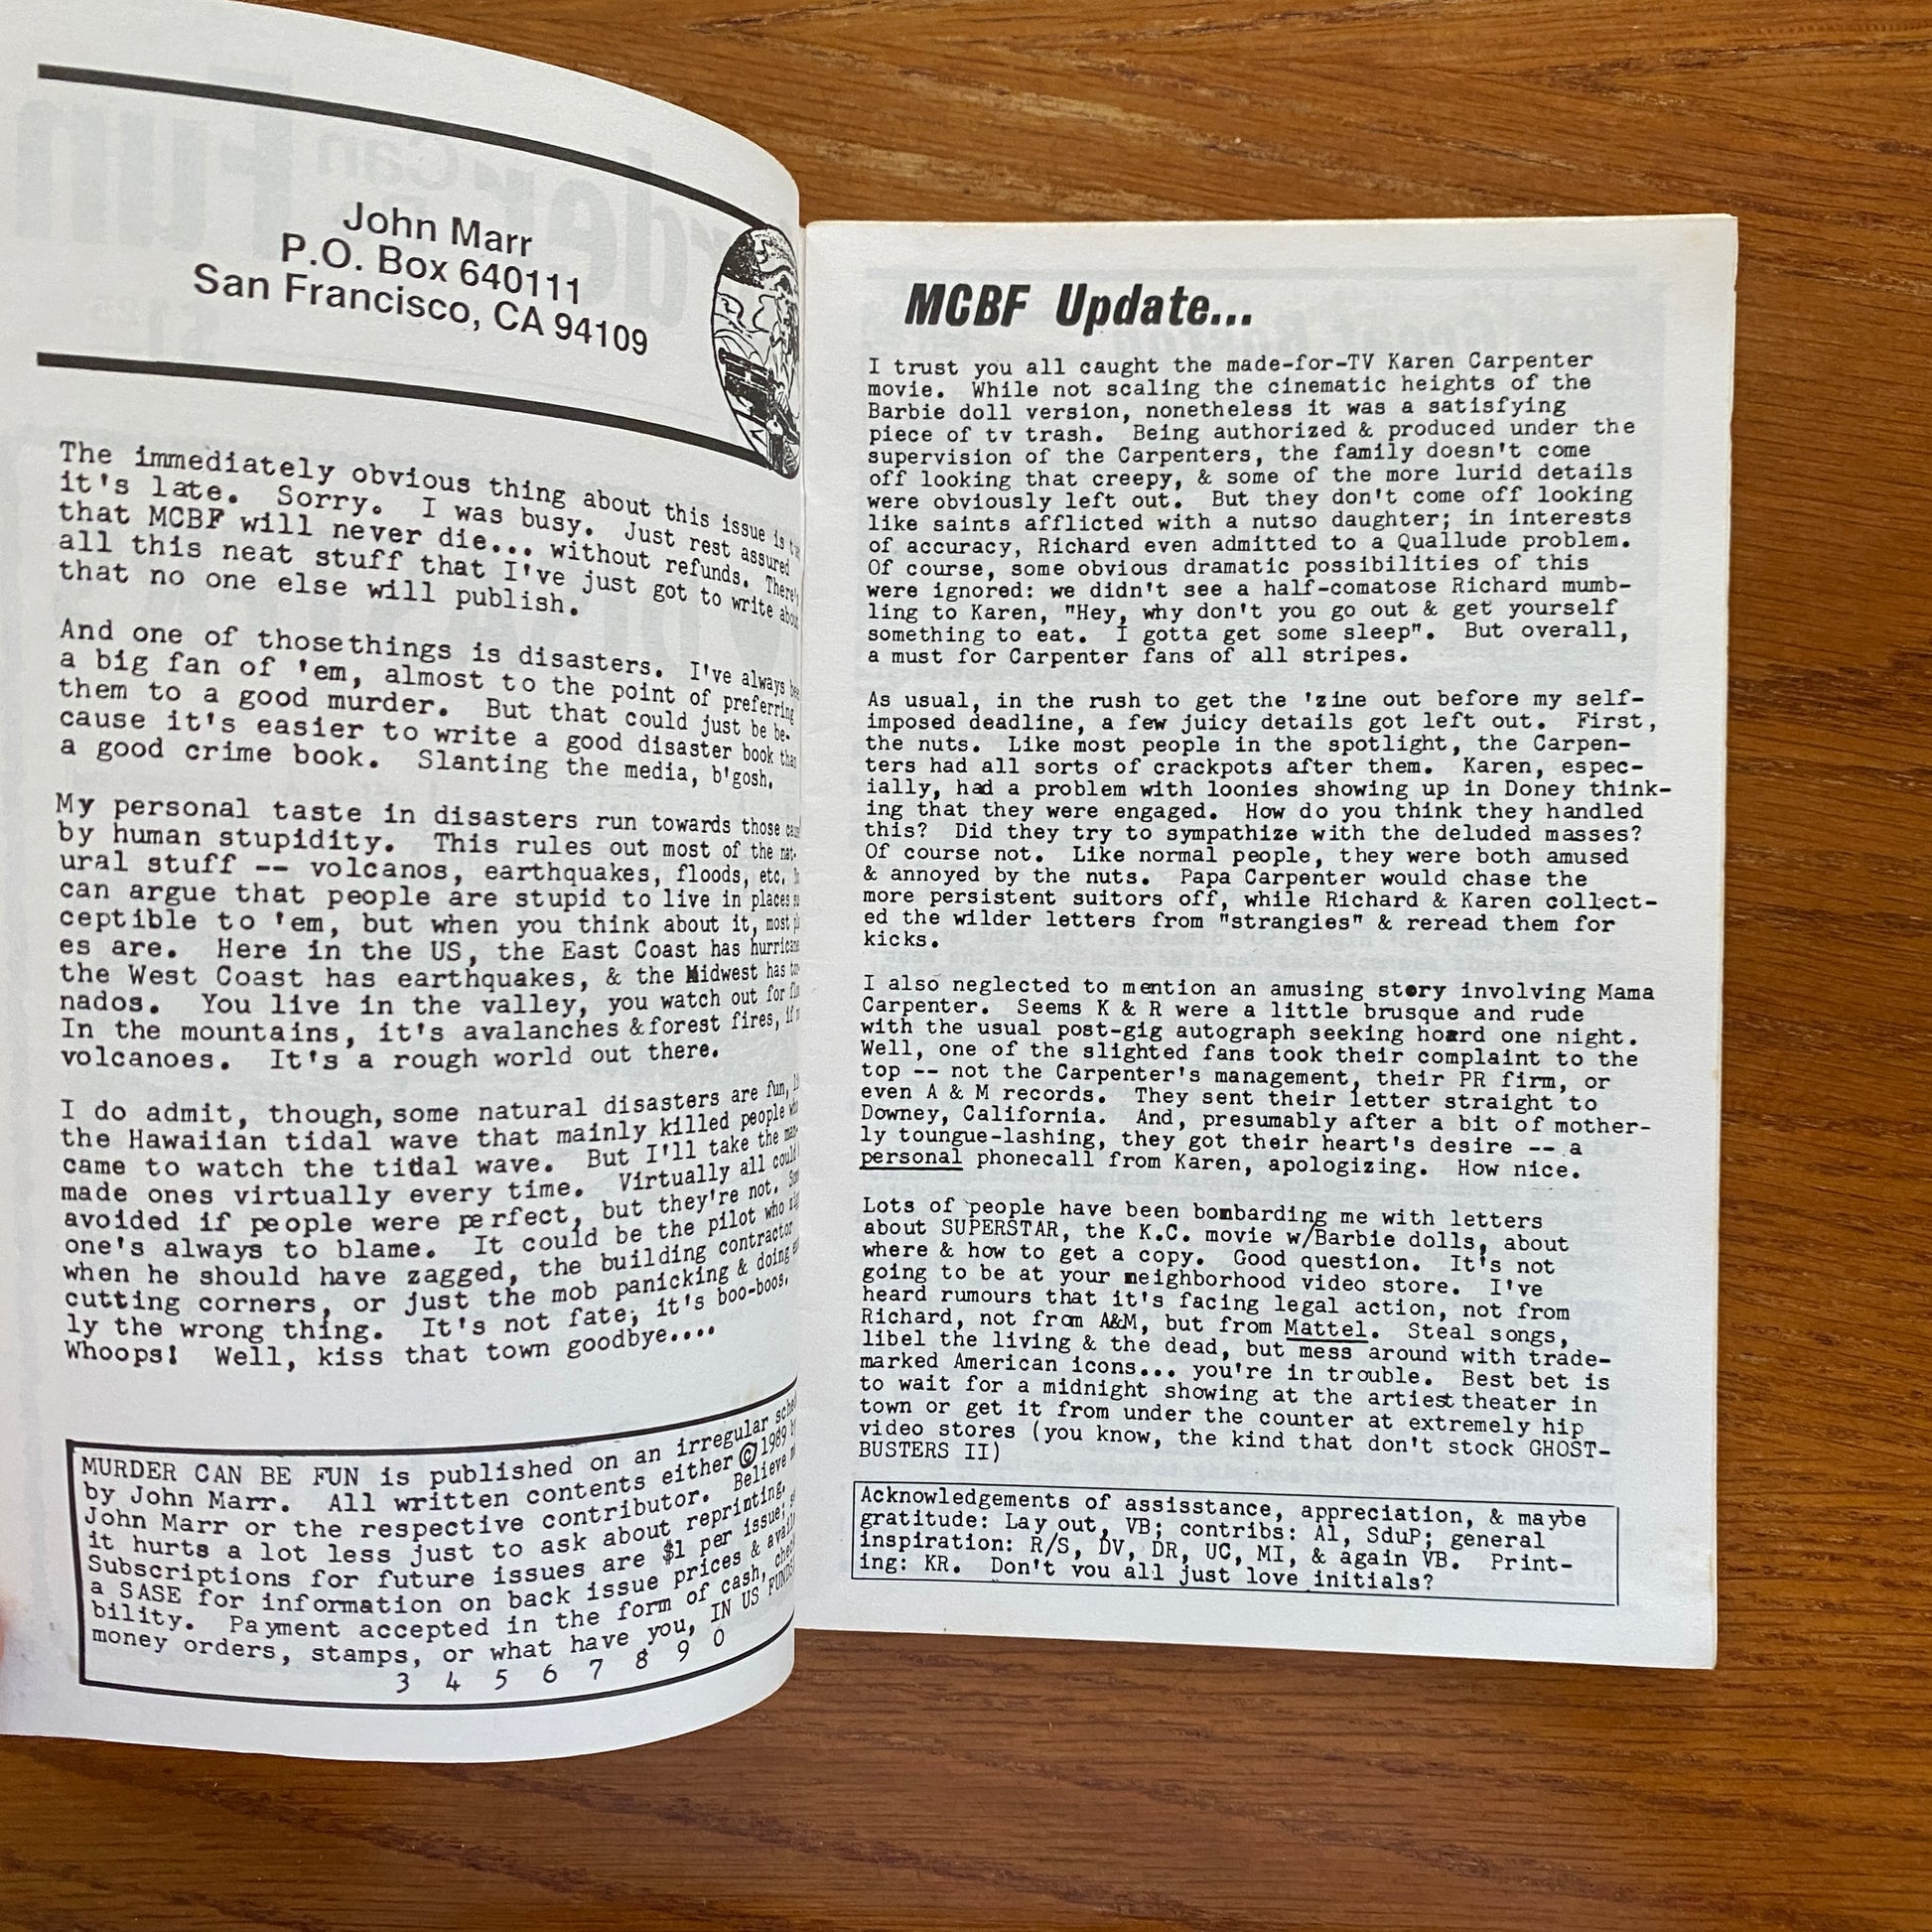 John Marr
P.O. Box 640111
San Francisco, CA 94109
The immediately obvious thing about this issue is
it's late. Sorry. I was busy. Just rest assured
that MCBF will never die... without refunds. There's
all this neat stuff that I've just got to write about
that no one else will publish.
And one of thosethings is disasters. I've always
a big fan of 'em, almost to the point of preferring
them to a good murder. But that could just be be-
cause it's easier to write a good disaster book than
a good crime book. Slanting the media, b'gosh.
My personal taste in disasters run towards those
by human stupidity. This rules out most of the nat-
ural stuff -- volcanos, earthquakes, floods, etc.
can argue that people are stupid to live in places
ceptible to 'em, but when you think about it, most
es are. Here in the US, the East Coast has
the West Coast has earthquakes, & the Midwest has
nados. You live in the valley, you watch out for
In the mountains, it's avalanches & forest fires,
volcanoes. It's a rough world out there.
I do admit, though, some natural disasters are fun,
the Hawaiian tidal wave that mainly killed people
came to watch the tidal wave. But I'll take the
made ones virtually every time. Virtually all could
avoided if people were perfect, but they're not.
one's always to blame. It could be the pilot who
when he should have zagged, the building contractor
cutting corners, or just the mob panicking & doing
ly the wrong thing. It's not fate; it's boo-boos.
Whoops! Well, kiss that town goodbye....
MURDER CAN BE FUN is published on an irregular
by John Marr. All written contents either © 1989
John Marr or the respective contributor. Believe
it hurts a lot less just to ask about reprinting.
Subscriptions for future issues are $1 per issue;
a SASE for information on back issue prices &
bility. Payment accepted in the form of cash,
money orders, stamps, or what have you, IN US FUNDS
3 4 5 6 7 8 9 0
MCBF Update...
I trust you all caught the made-for-TV Karen Carpenter
movie. While not scaling the cinematic heights of the
Barbie doll version, nonetheless it was a satisfying
piece of tv trash. Being authorized & produced under the
supervision of the Carpenters, the family doesn't come
off looking that creepy, & some of the more lurid details
were obviously left out. But they don't come off looking
like saints afflicted with a nutso daughter; in interests
of accuracy, Richard even admitted to a Quallude problem.
Of course, some obvious dramatic possibilities of this
were ignored: we didn't see a half-comatose Richard mumb-
ling to Karen, "Hey, why don't you go out & get yourself
something to eat. I gotta get some sleep". But overall,
a must for Carpenter fans of all stripes.
As usual, in the rush to get the 'zine out before my self-
imposed deadline, a few juicy details got left out. First,
the nuts. Like most people in the spotlight, the Carpen-
ters had all sorts of crackpots after them. Karen, espec-
ially, had a problem with loonies showing up in Doney think-
ing that they were engaged. How do you think they handled
this? Did they try to sympathize with the deluded masses?
Of course not. Like normal people, they were both amused
& annoyed by the nuts. Papa Carpenter would chase the
more persistent suitors off, while Richard & Karen collect-
ed the wilder letters from "strangies" & reread them for
kicks.
I also neglected to mention an amusing story involving Mama
Carpenter. Seems K & R were a little brusque and rude
with the usual post-gig autograph seeking hoard one night.
Well, one of the slighted fans took their complaint to the
top -- not the Carpenter's management, their PR firm, or
even A & M records. They sent their letter straight to
Downey, California. And, presumably after a bit of mother-
ly toungue-lashing, they got their heart's desire -- a
personal phonecall from Karen, apologizing. How nice.
Lots of people have been bombarding me with letters
about SUPERSTAR, the K.C. movie w/Barbie dolls, about
where & how to get a copy. Good question. It's not
going to be at your neighborhood video store. I've
heard rumours that it's facing legal action, not from
Richard, not from A&M, but from Mattel. Steal songs,
libel the living & the dead, but mess around with trade-
marked American icons... you're in trouble. Best bet is
to wait for a midnight showing at the artiest theater in
town or get it from under the counter at extremely hip
video stores (you know, the kind that don't stock GHOST-
BUSTERS II)
Acknowledgements of assisstance, appreciation, & maybe
gratitude: Lay out, VB; contribs: Al, SduP; general
inspiration: R/S, DV, DR, UC, MI, & again VB. Print-
ing: KR. Don't you all just love initials?